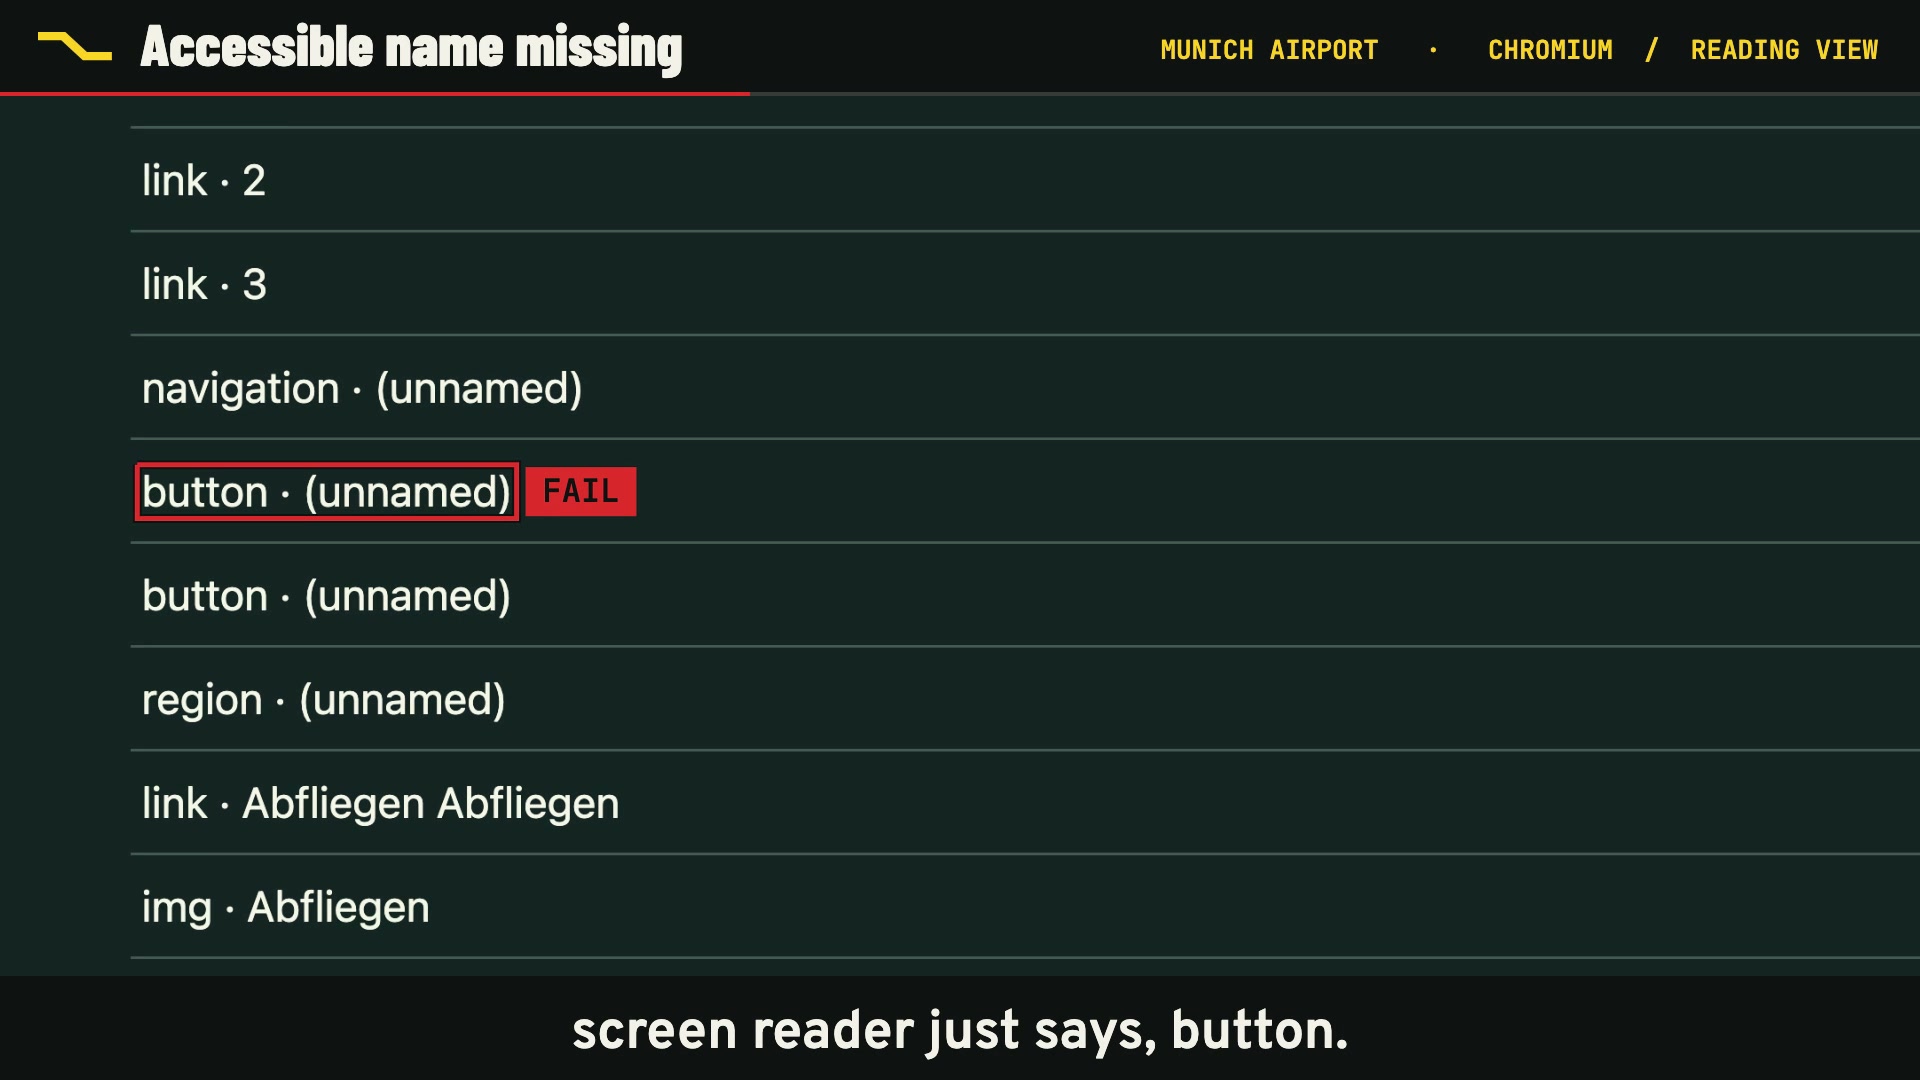 Accessible name missing
MUNICH AIRPORT · CHROMIUM / READING VIEW
link · 2
link · 3
navigation · (unnamed)
button · (unnamed) FAIL
button · (unnamed)
region · (unnamed)
link · Abfliegen Abfliegen
img · Abfliegen
screen reader just says, button.